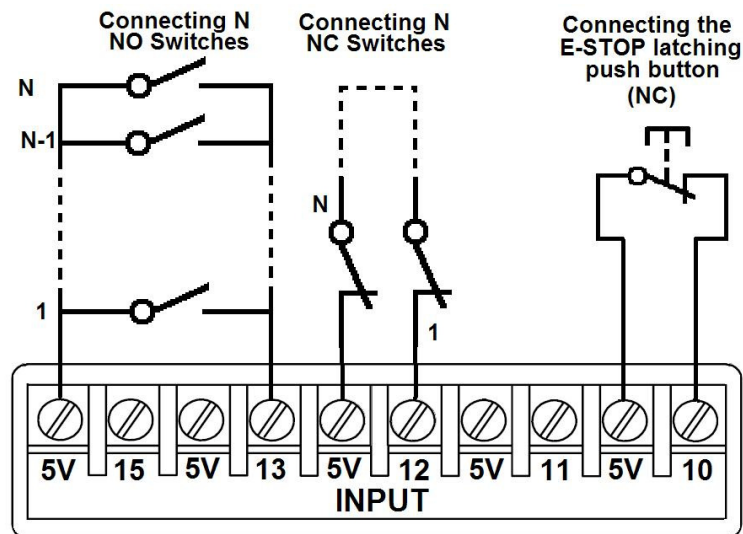 Connecting N
NO Switches
Connecting N
NC Switches
Connecting the
E-STOP latching
push button
(NC)
N
N-1
1
N
1
5V 15 5V 13 5V 12 5V 11 5V 10
INPUT